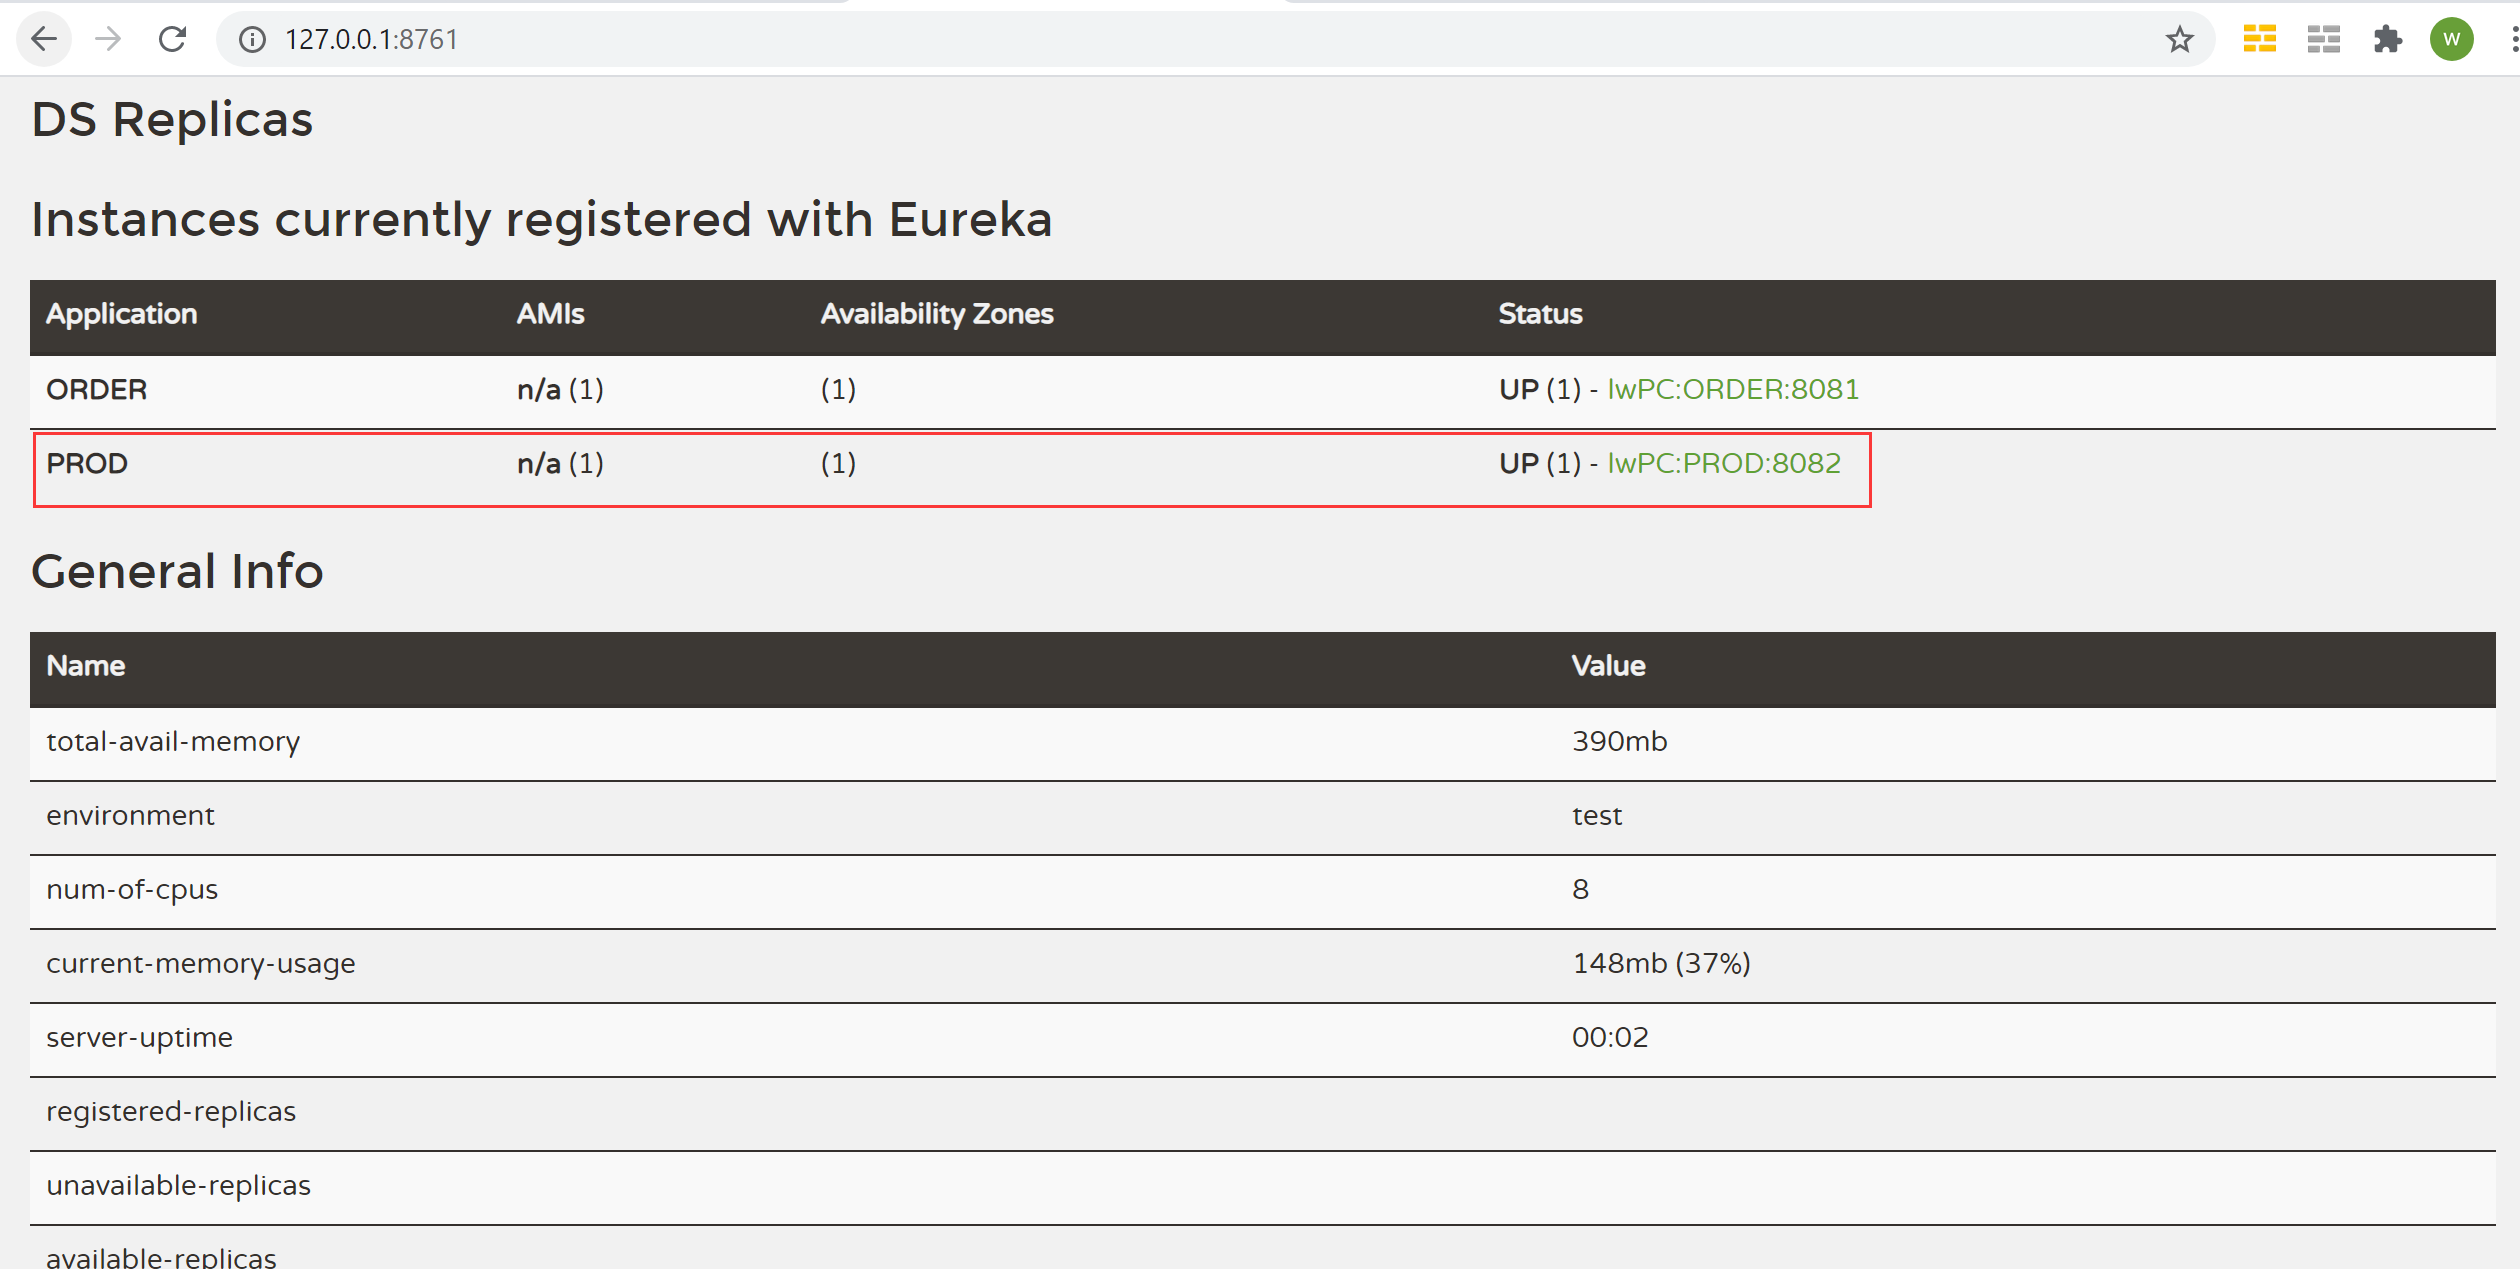 127.0.0.1:8761
W
DS Replicas
Instances currently registered with Eureka
Application AMIs Availability Zones Status
ORDER n/a (1) (1) UP (1) - lwPC:ORDER:8081
PROD n/a (1) (1) UP (1) - lwPC:PROD:8082
General Info
Name Value
total-avail-memory 390mb
environment test
num-of-cpus 8
current-memory-usage 148mb (37%)
server-uptime 00:02
registered-replicas
unavailable-replicas
available-replicas